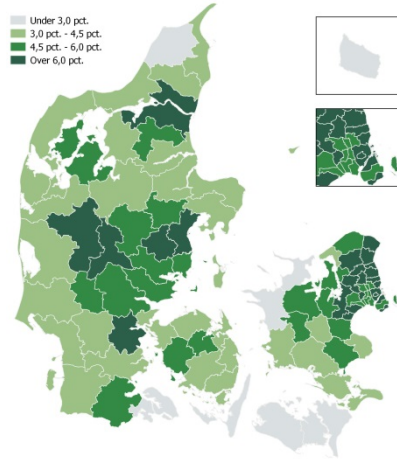 Under 3,0 pct.
3,0 pct. - 4,5 pct.
4,5 pct. - 6,0 pct.
Over 6,0 pct.